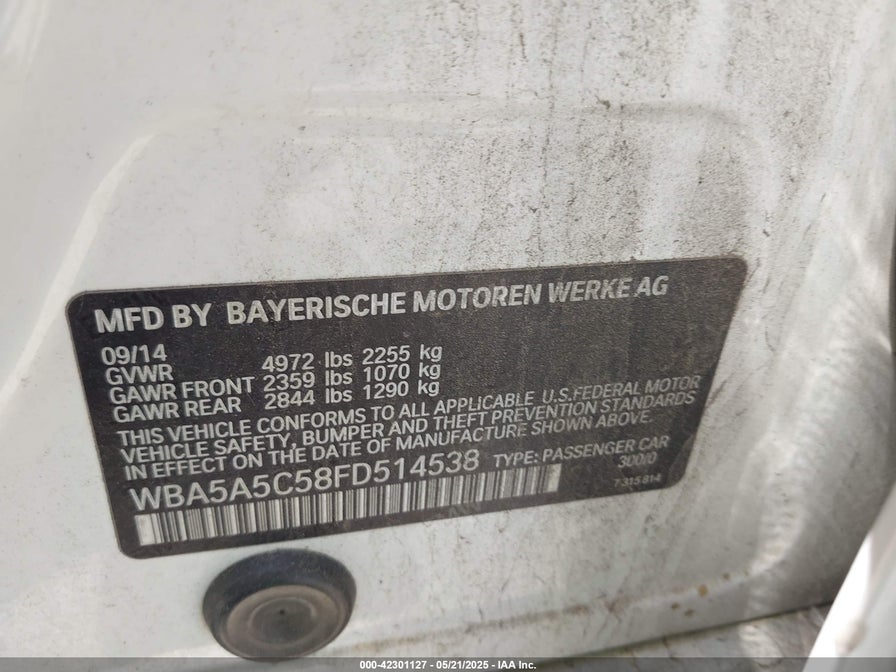 MFD BY BAYERISCHE MOTOREN WERKE AG
09/14
GVWR 4972 lbs 2255 kg
GAWR FRONT 2359 lbs 1070 kg
GAWR REAR 2844 lbs 1290 kg
THIS VEHICLE CONFORMS TO ALL APPLICABLE U.S.FEDERAL MOTOR
VEHICLE SAFETY, BUMPER AND THEFT PREVENTION STANDARDS
IN EFFECT ON THE DATE OF MANUFACTURE SHOWN ABOVE.
WBA5A5C58FD514538 TYPE: PASSENGER CAR
300/0
7 315 814
000-42301127 - 05/21/2025 - IAA Inc.